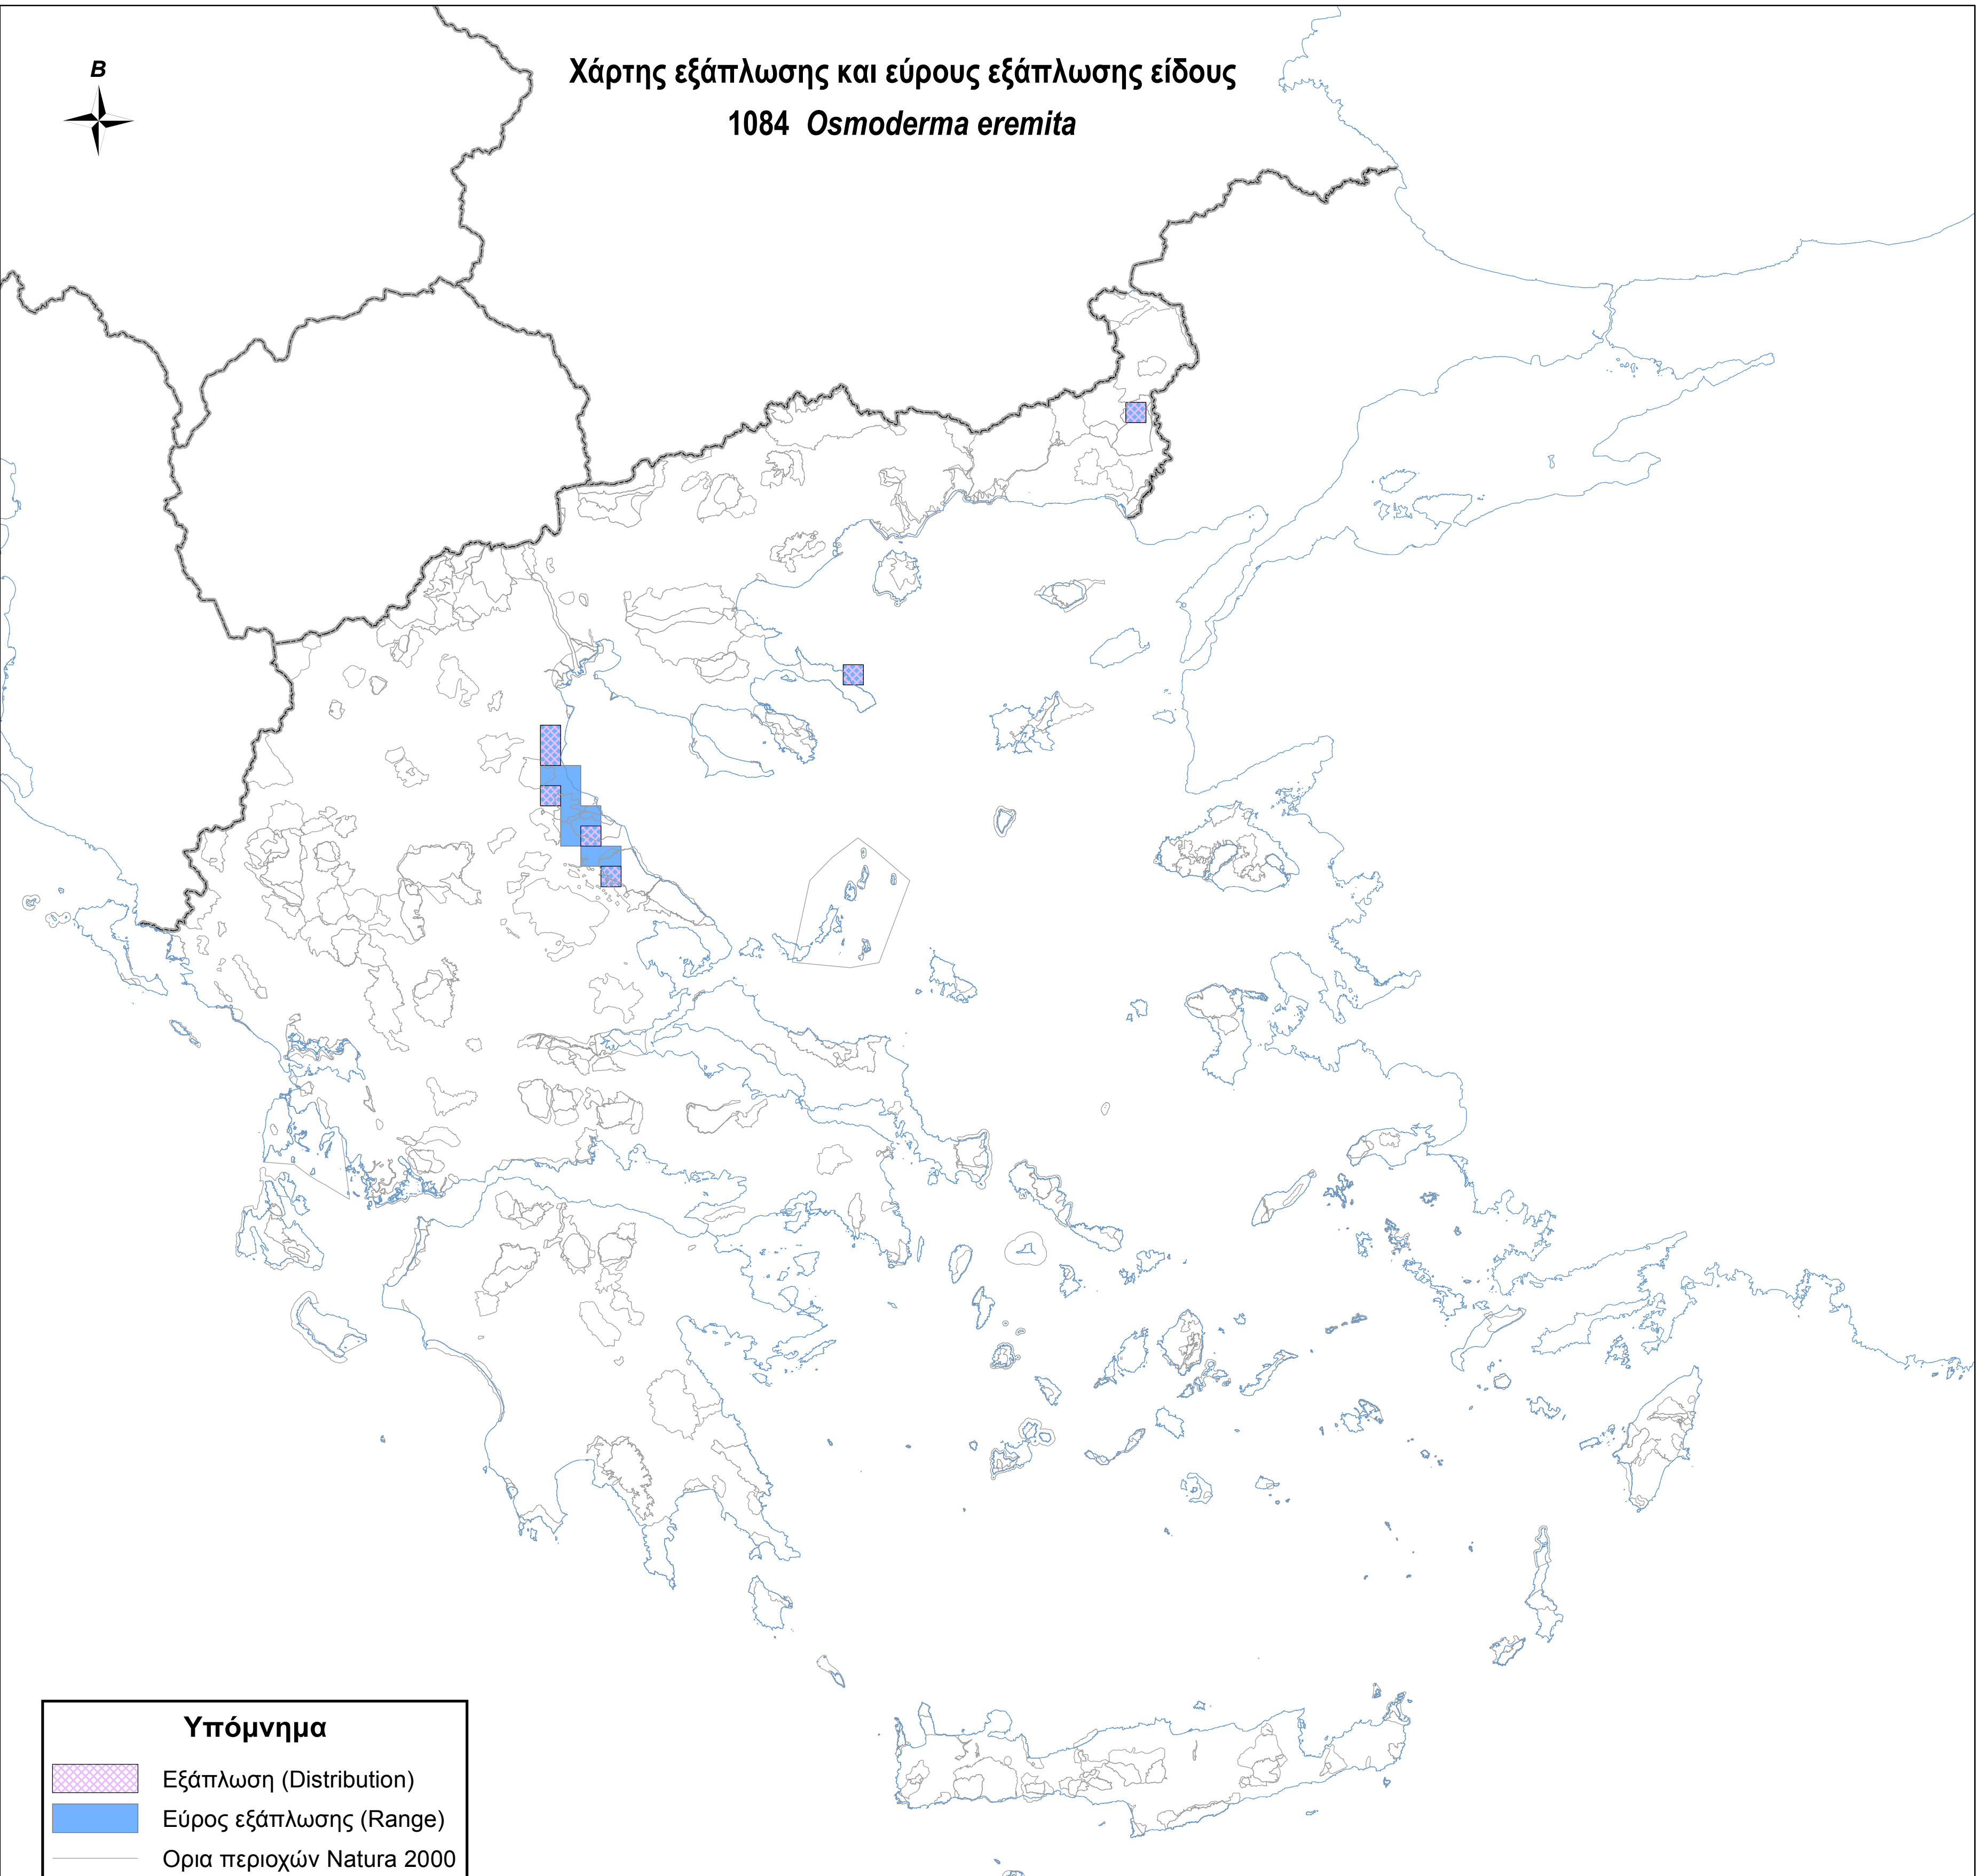 Β
Χάρτης εξάπλωσης και εύρους εξάπλωσης είδους
1084 Osmoderma eremita
Υπόμνημα
Εξάπλωση (Distribution)
Εύρος εξάπλωσης (Range)
Ορια περιοχών Natura 2000